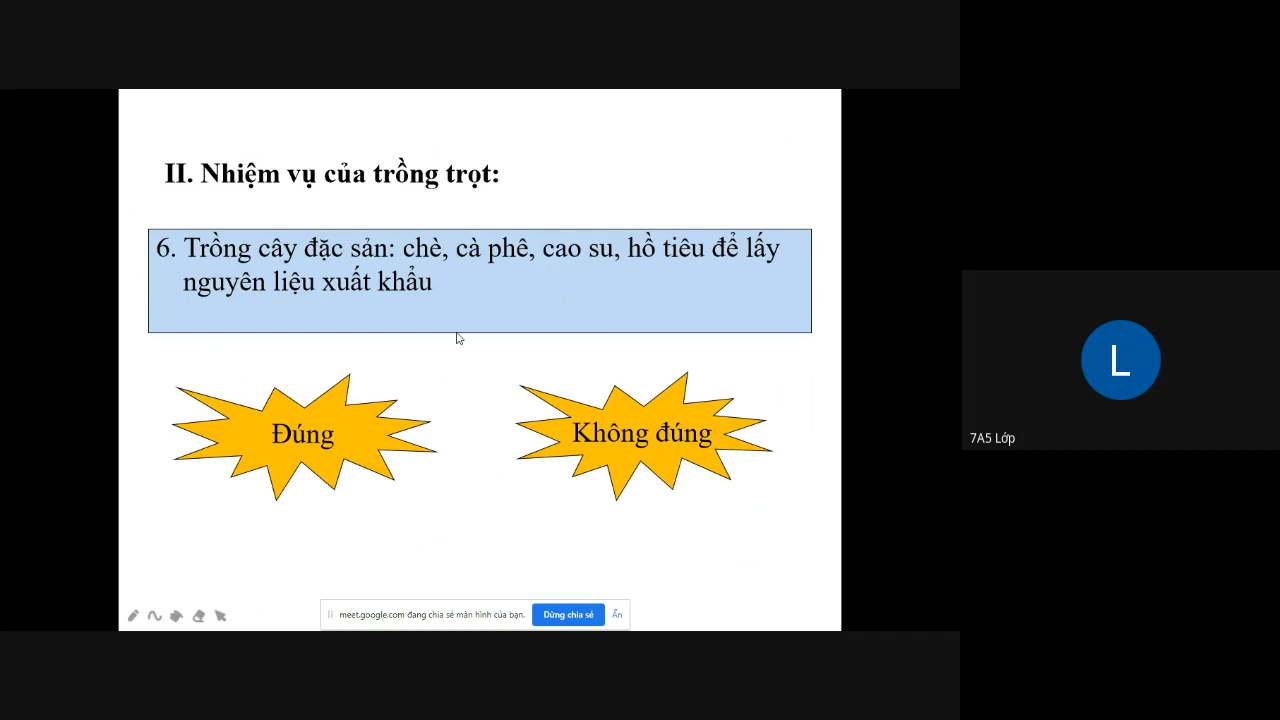 II. Nhiệm vụ của trồng trọt:
6. Trồng cây đặc sản: chè, cà phê, cao su, hồ tiêu để lấy
nguyên liệu xuất khẩu
Đúng
Không đúng
meet.google.com đang chia sẻ màn hình của bạn.
Dừng chia sẻ
Ẩn
L
7A5 Lớp